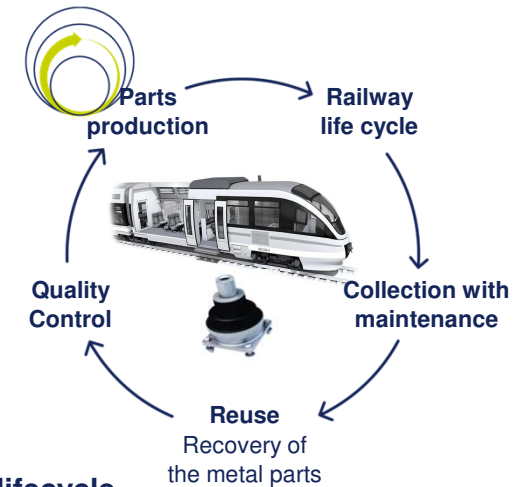 Parts
production
Railway
life cycle
Collection with
maintenance
Reuse
Recovery of
the metal parts
Quality
Control